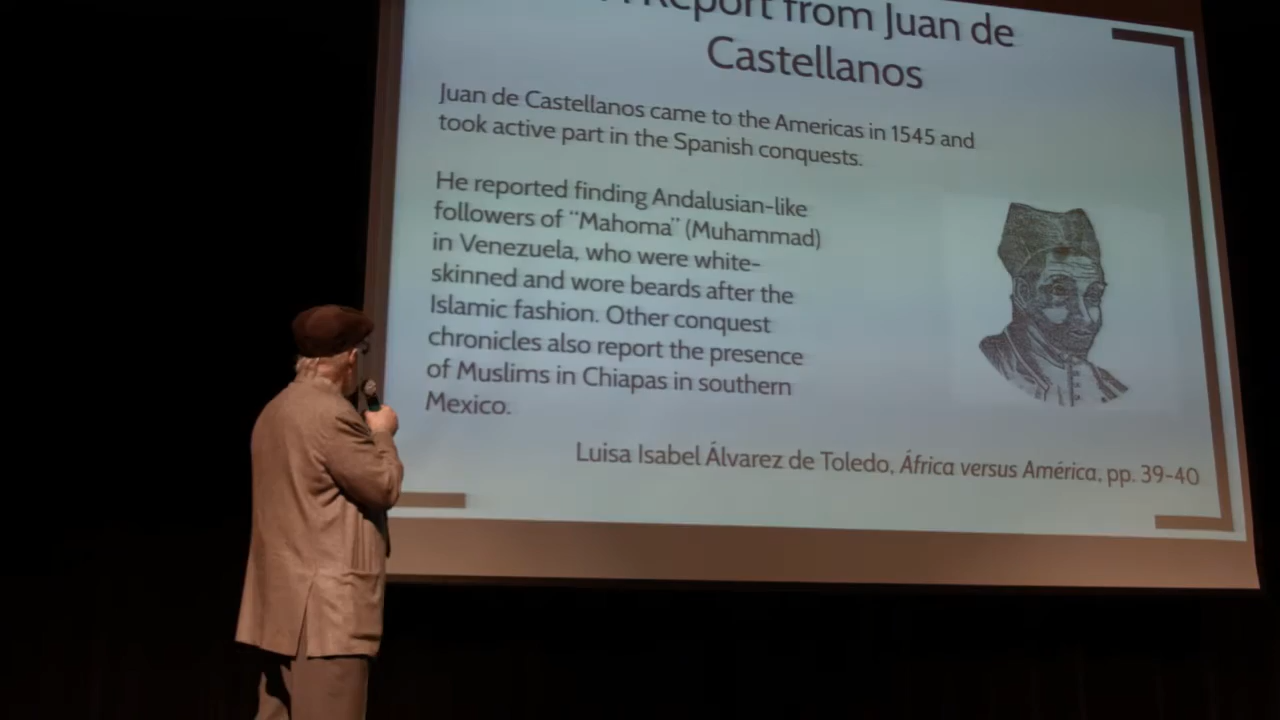 Report from Juan de
Castellanos
Juan de Castellanos came to the Americas in 1545 and
took active part in the Spanish conquests.
He reported finding Andalusian-like
followers of “Mahoma” (Muhammad)
in Venezuela, who were white-
skinned and wore beards after the
Islamic fashion. Other conquest
chronicles also report the presence
of Muslims in Chiapas in southern
Mexico.
Luisa Isabel Álvarez de Toledo, África versus América, pp. 39-40